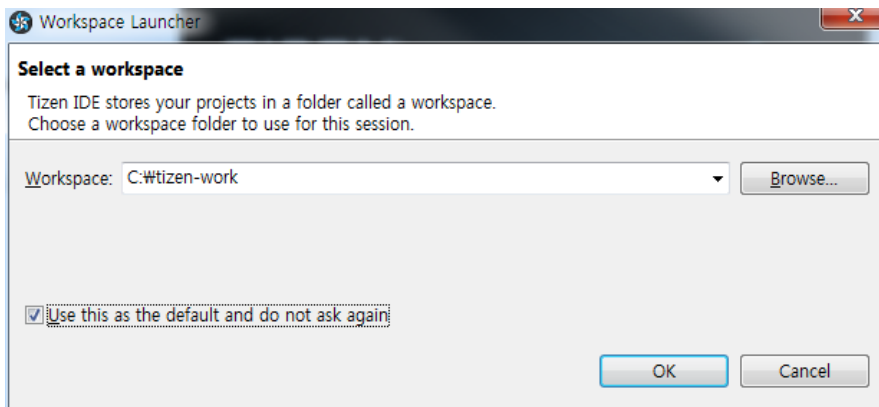 Workspace Launcher
Select a workspace
Tizen IDE stores your projects in a folder called a workspace.
Choose a workspace folder to use for this session.
Workspace: C:₩tizen-work Browse...
Use this as the default and do not ask again
OK Cancel